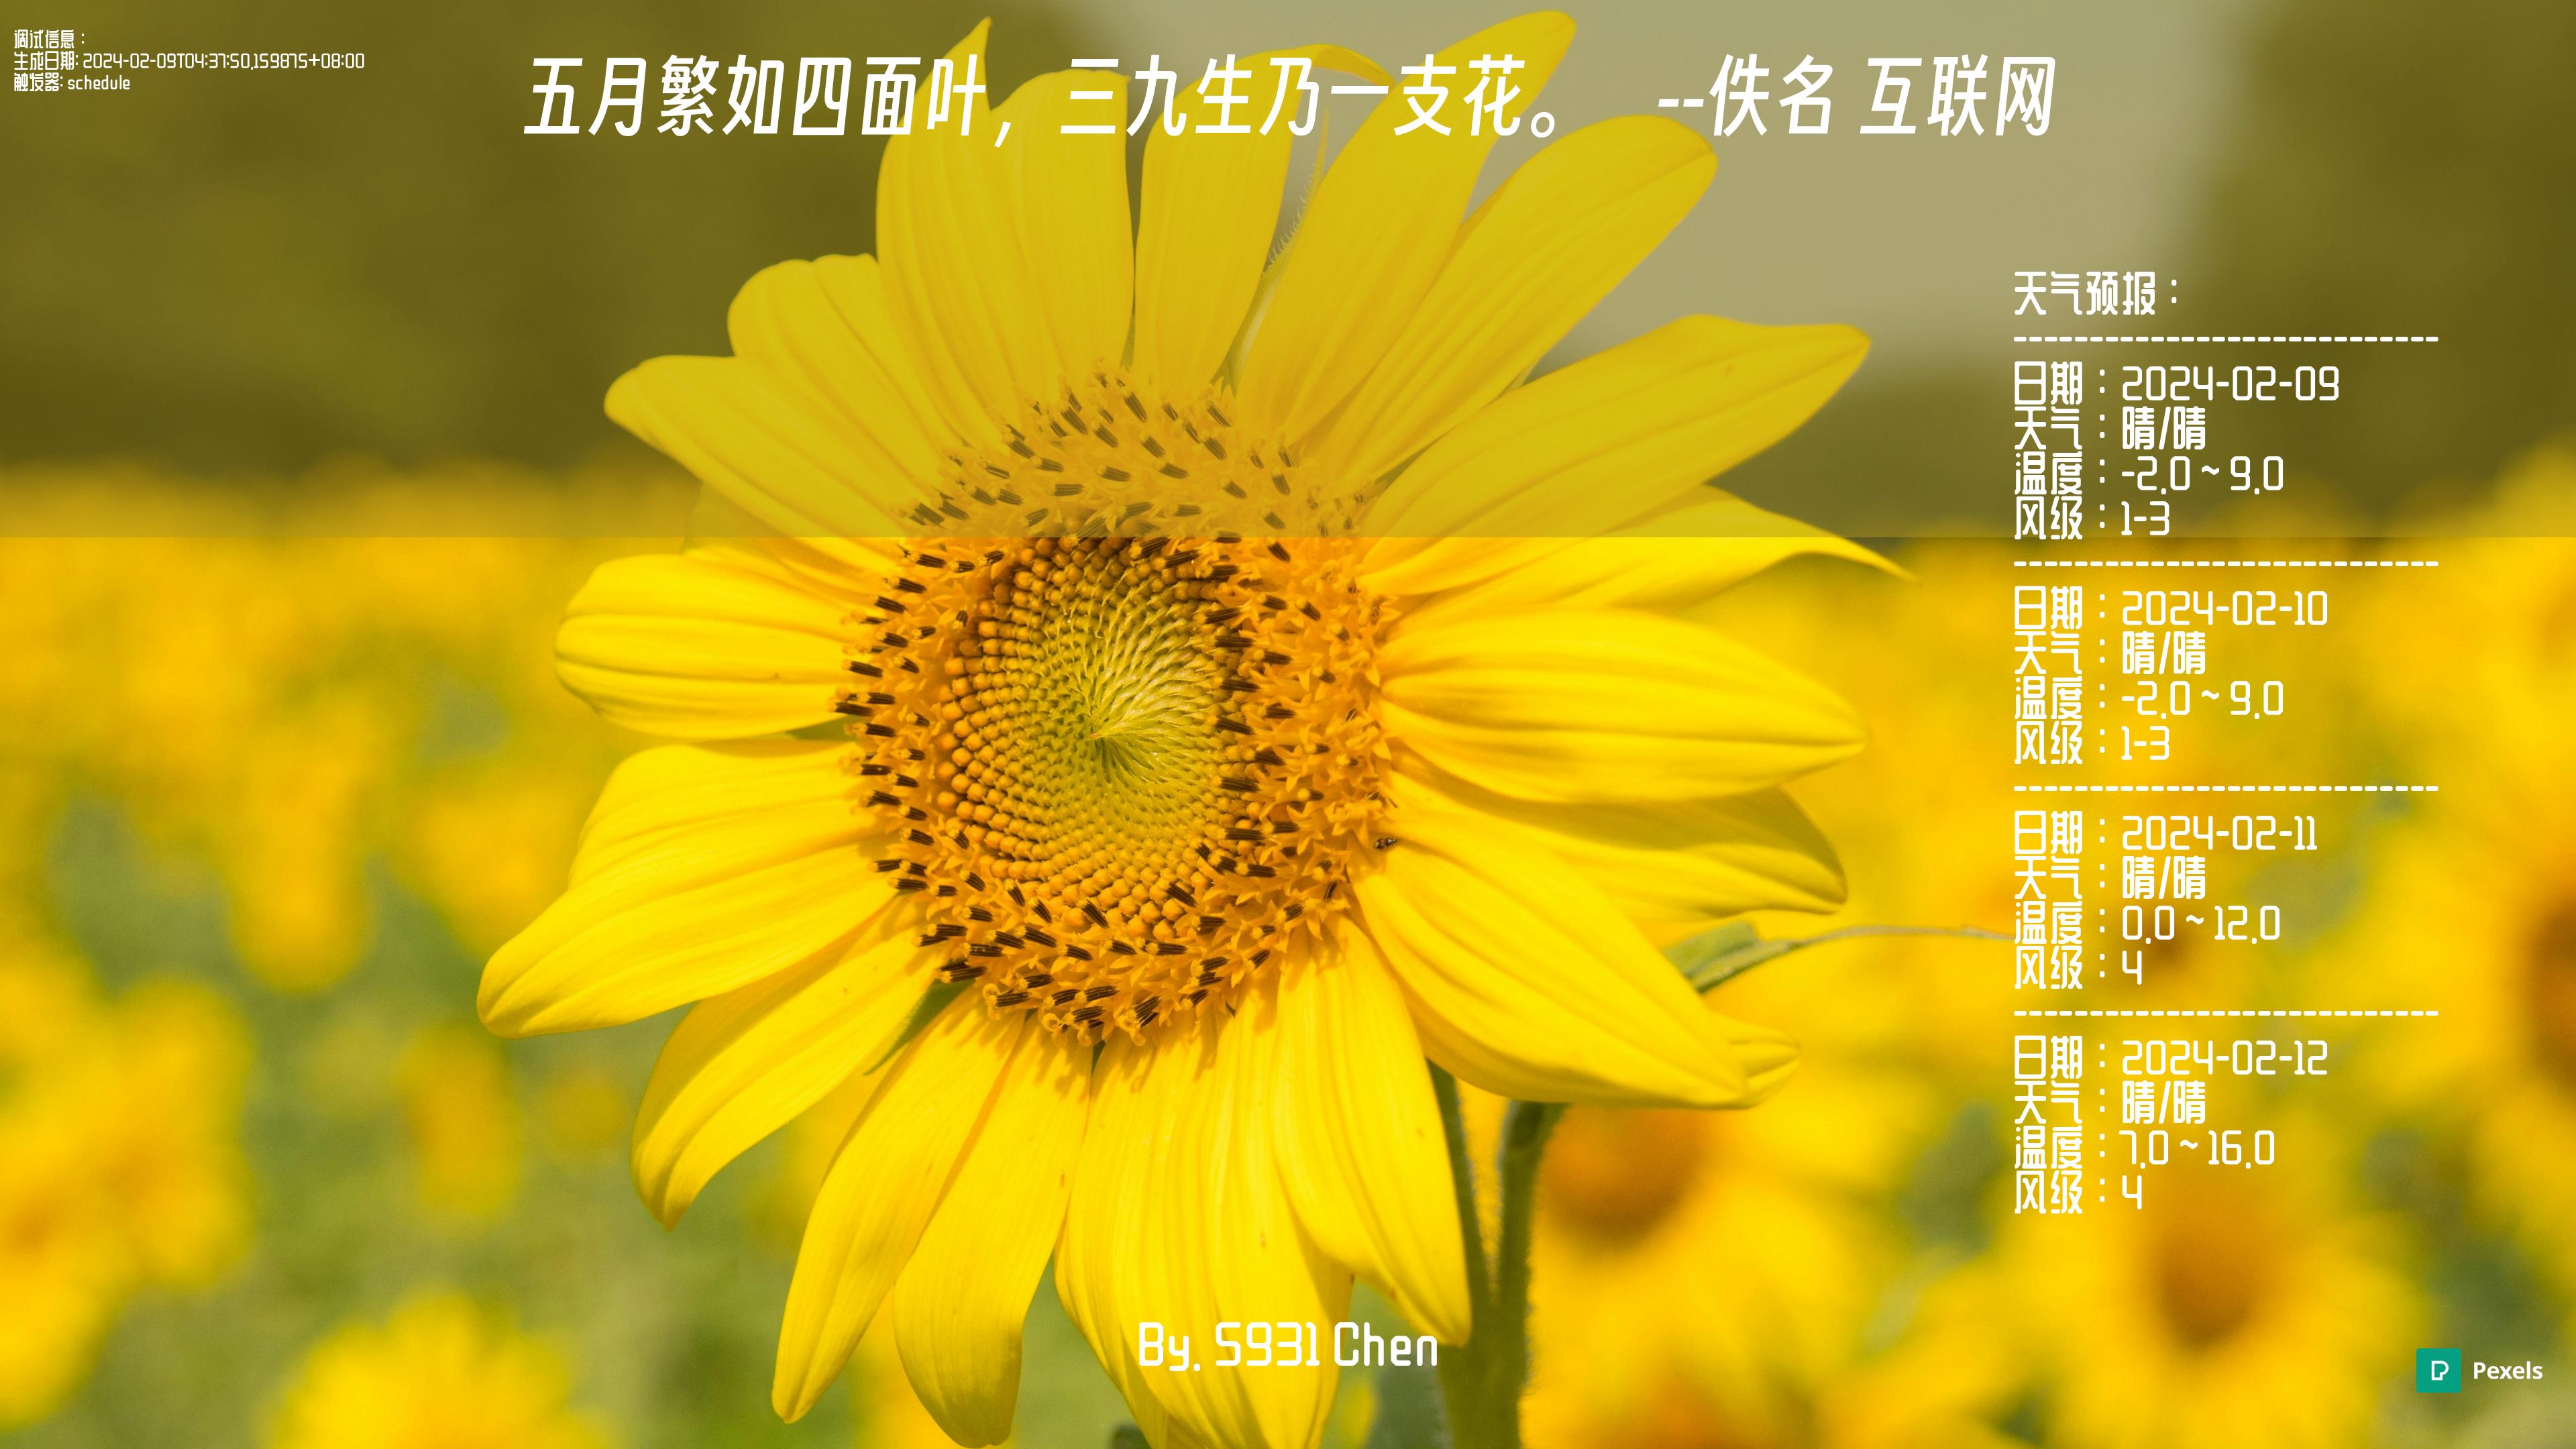 调试信息：
生成日期: 2024-02-09T04:37:50.159875+08:00
触发器: schedule
五月繁如四面叶，三九生乃一支花。 --佚名 互联网
天气预报：
----------------------------
日期：2024-02-09
天气：晴/晴
温度：-2.0 ~ 9.0
风级：1-3
----------------------------
日期：2024-02-10
天气：晴/晴
温度：-2.0 ~ 9.0
风级：1-3
----------------------------
日期：2024-02-11
天气：晴/晴
温度：0.0 ~ 12.0
风级：4
----------------------------
日期：2024-02-12
天气：晴/晴
温度：7.0 ~ 16.0
风级：4
By. S931 Chen
Pexels